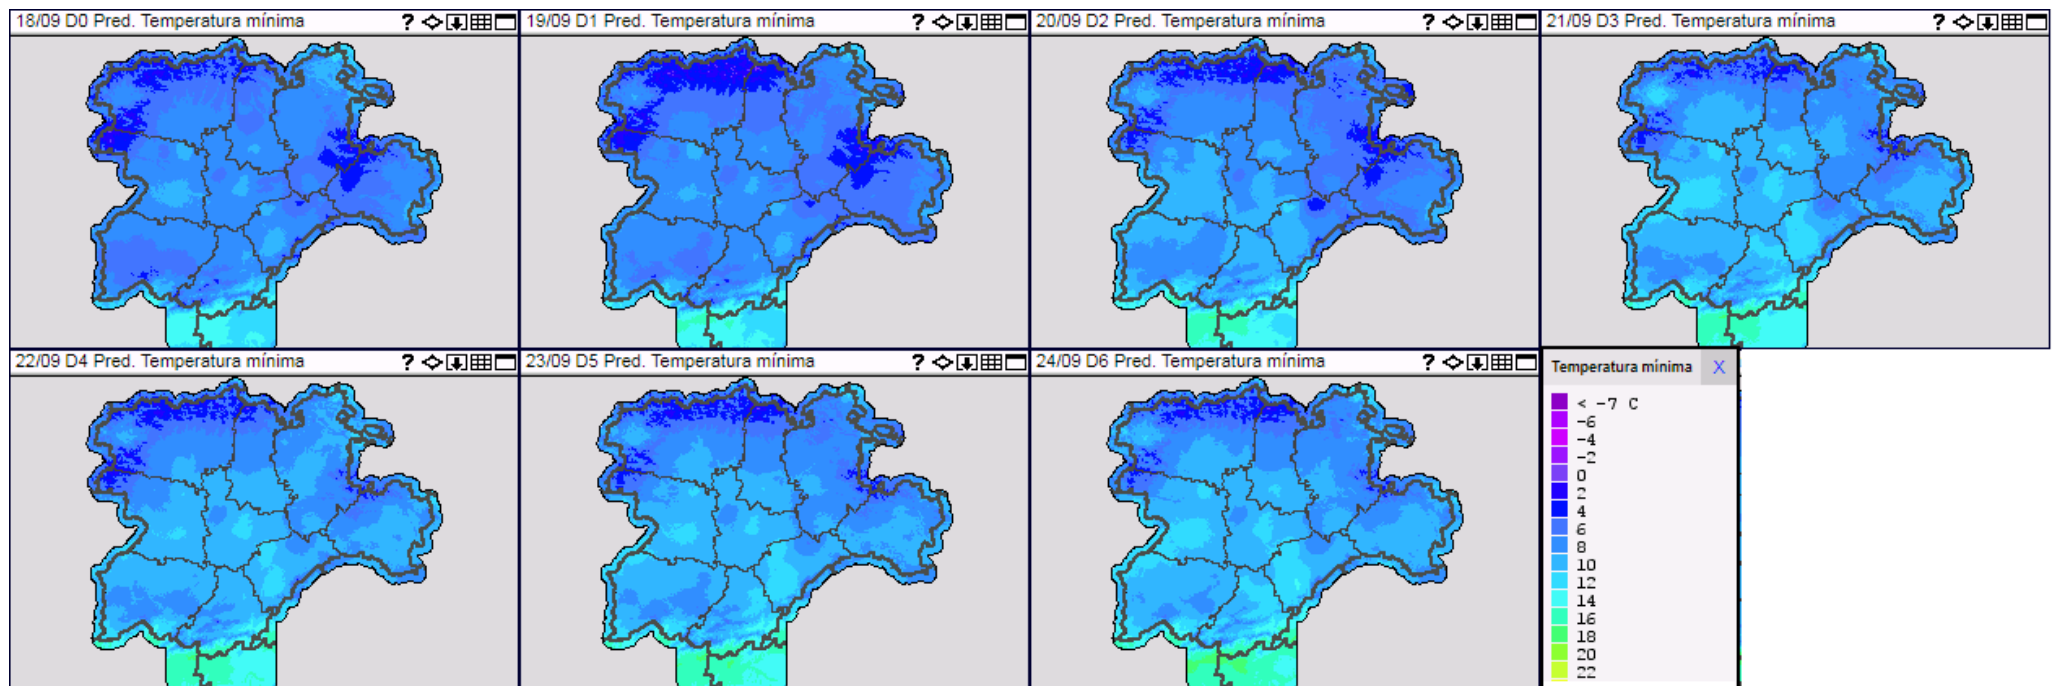 18/09 D0 Pred. Temperatura mínima ?
19/09 D1 Pred. Temperatura mínima ?
20/09 D2 Pred. Temperatura mínima ?
21/09 D3 Pred. Temperatura mínima ?
22/09 D4 Pred. Temperatura mínima ?
23/09 D5 Pred. Temperatura mínima ?
24/09 D6 Pred. Temperatura mínima ?
Temperatura mínima X
< -7 C
-6
-4
-2
0
2
4
6
8
10
12
14
16
18
20
22